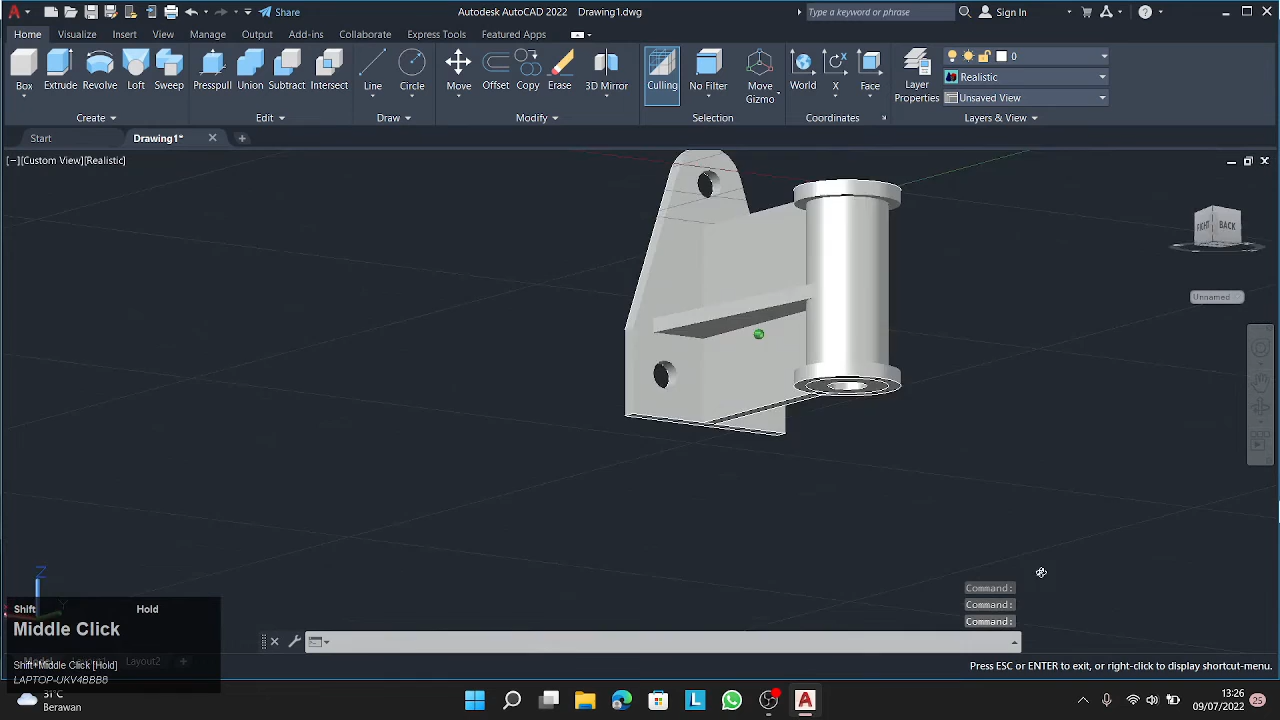 Share
Autodesk AutoCAD 2022 Drawing1.dwg
Type a keyword or phrase
Sign In
Home Visualize Insert View Manage Output Add-ins Collaborate Express Tools Featured Apps
Box Extrude Revolve Loft Sweep Presspull Union Subtract Intersect Line Circle Move Offset Copy Erase 3D Mirror Culling No Filter Move Gizmo World X Face Layer Properties
0
Realistic
Unsaved View
Create Edit Draw Modify Selection Coordinates Layers & View
Start Drawing1*
[−][Custom View][Realistic]
RIGHT BACK
Unnamed
Z
Command:
Command:
Command:
Shift Hold
Middle Click
Shift+Middle Click [Hold]
LAPTOP-UKV4BBB8
Layout2
Press ESC or ENTER to exit, or right-click to display shortcut-menu.
31°C
Berawan
13:26
09/07/2025
25